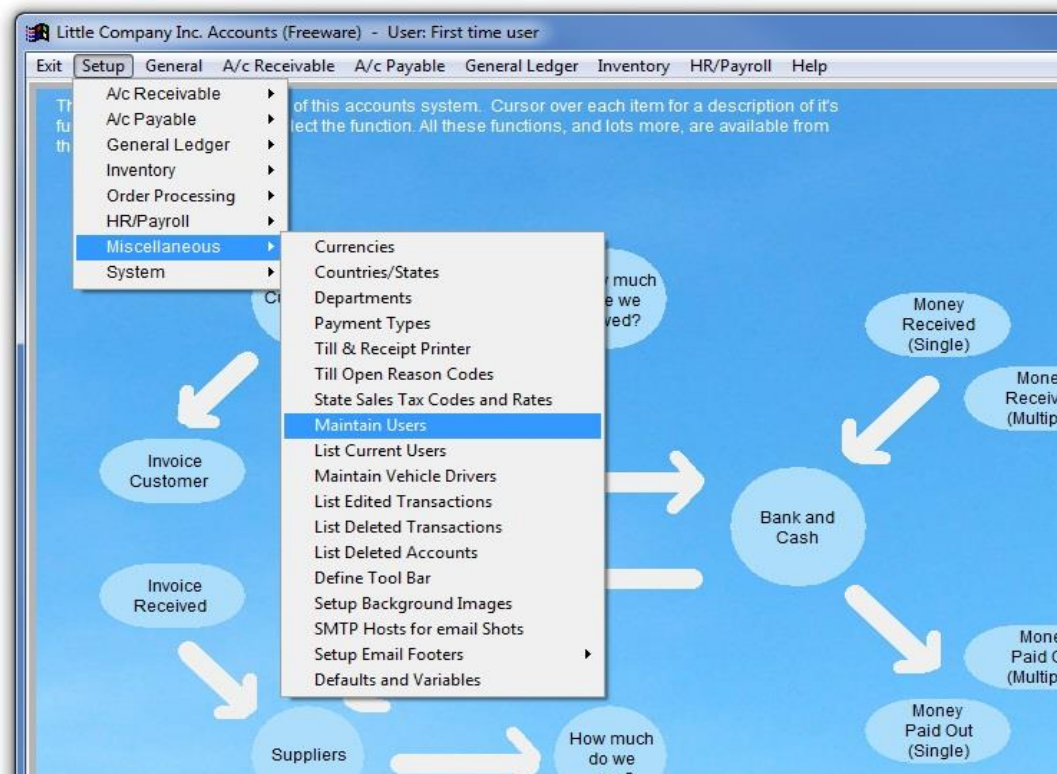 Little Company Inc. Accounts (Freeware) - User: First time user
Exit Setup General A/c Receivable A/c Payable General Ledger Inventory HR/Payroll Help
of this accounts system. Cursor over each item for a description of it's
the function. All these functions, and lots more, are available from
A/c Receivable
A/c Payable
General Ledger
Inventory
Order Processing
HR/Payroll
Miscellaneous
System
Currencies
Countries/States
Departments
Payment Types
Till & Receipt Printer
Till Open Reason Codes
State Sales Tax Codes and Rates
Maintain Users
List Current Users
Maintain Vehicle Drivers
List Edited Transactions
List Deleted Transactions
List Deleted Accounts
Define Tool Bar
Setup Background Images
SMTP Hosts for email Shots
Setup Email Footers
Defaults and Variables
much
we
Money
Received
(Single)
Invoice
Customer
Bank and
Cash
Invoice
Received
Money
Paid Out
(Single)
Suppliers
How much
do we